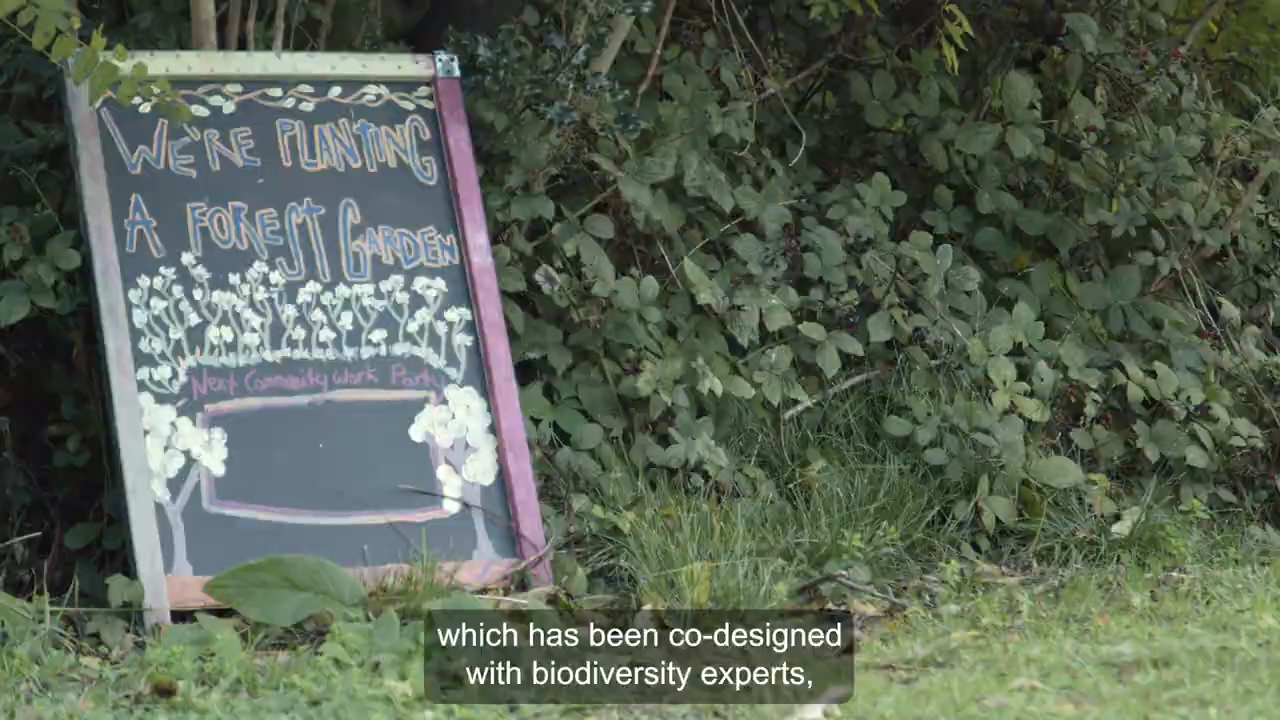 WE'RE PLANTING
A FOREST GARDEN
Next Community Work Party
which has been co-designed
with biodiversity experts,